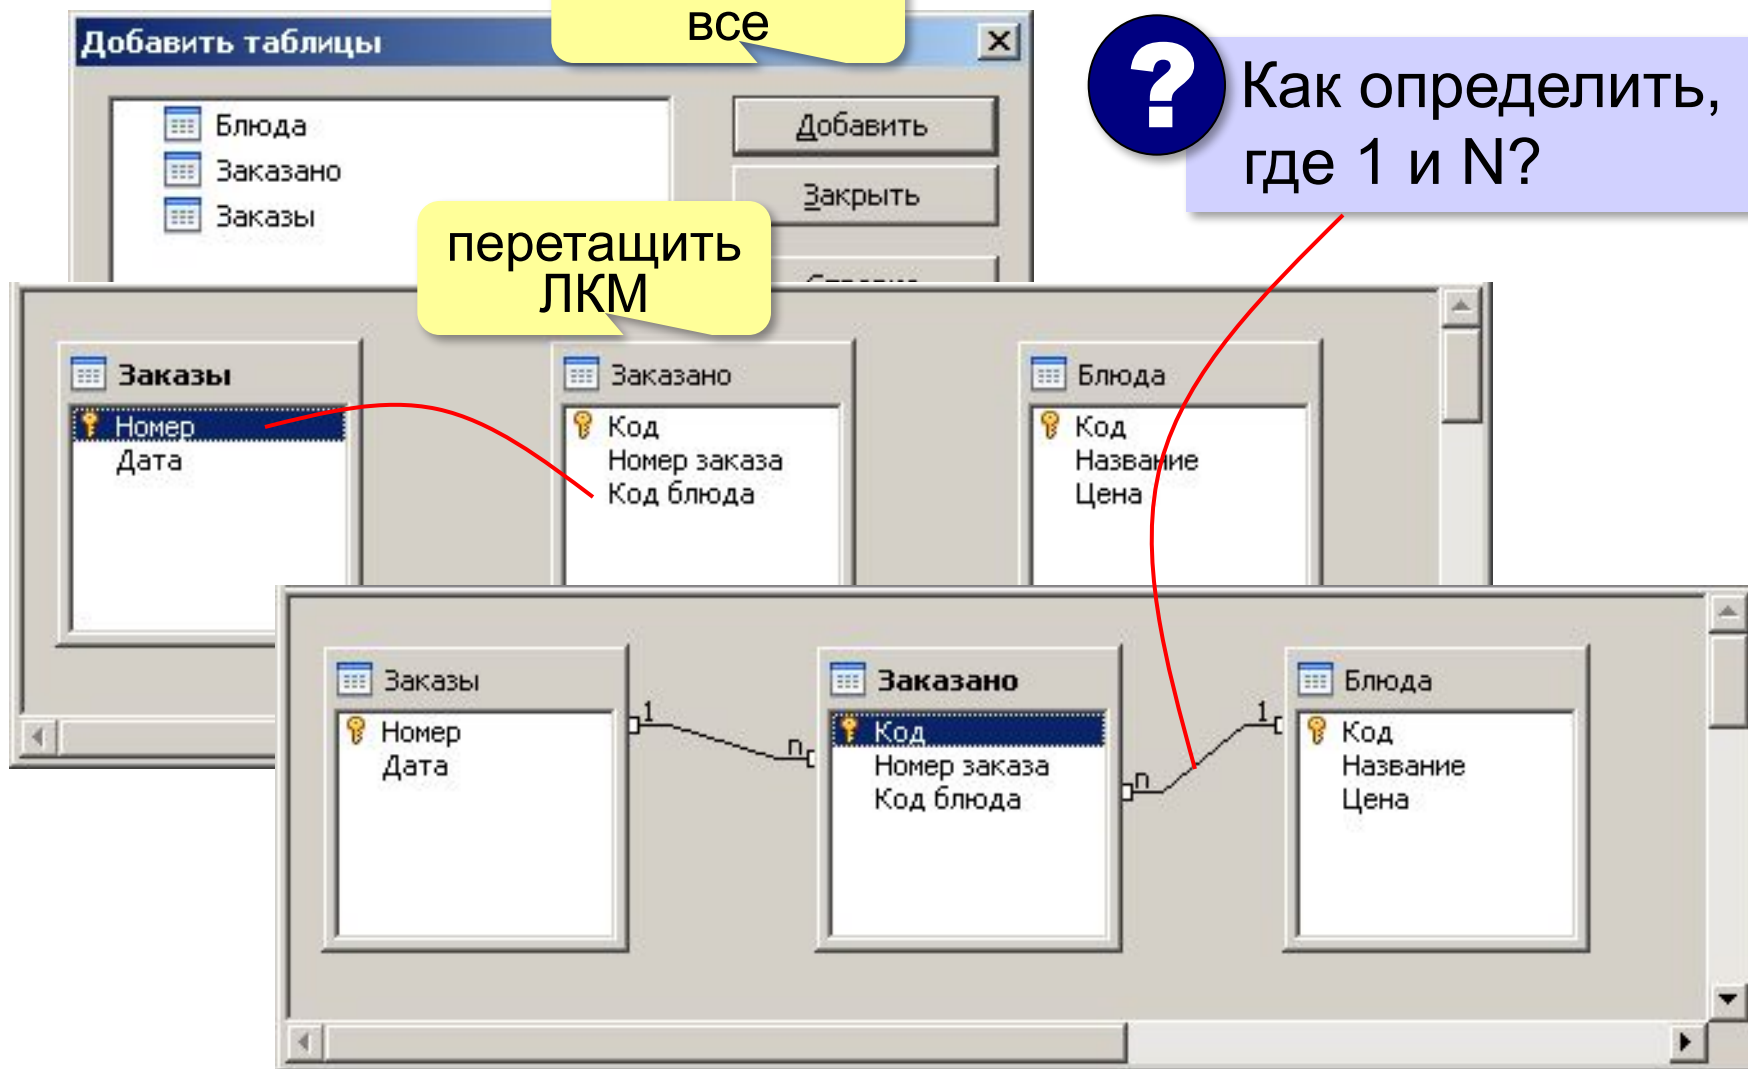 все
Добавить таблицы
?
Как определить,
где 1 и N?
Блюда
Заказано
Заказы
Добавить
Закрыть
перетащить
ЛКМ
Заказы
Номер
Дата
Заказано
Код
Номер заказа
Код блюда
Блюда
Код
Название
Цена
Заказы
Номер
Дата
1
n
Заказано
Код
Номер заказа
Код блюда
n
1
Блюда
Код
Название
Цена